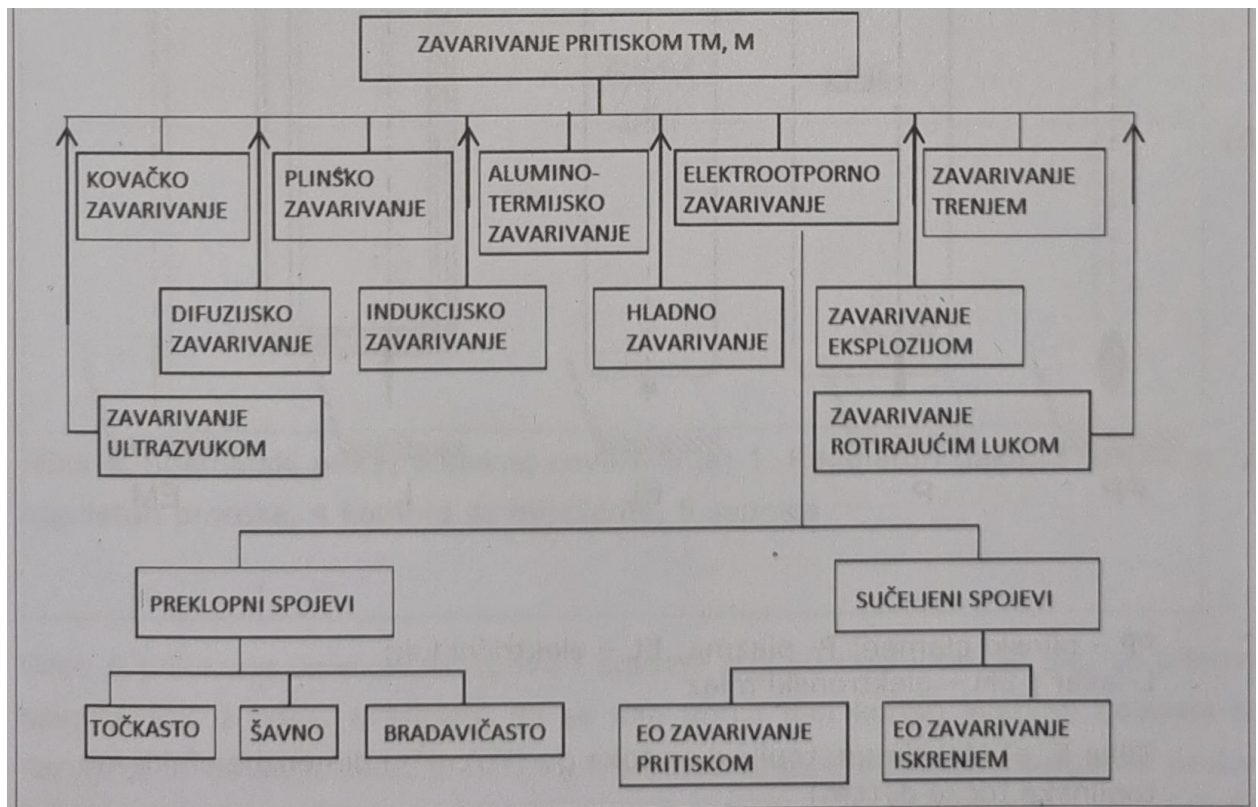 ZAVARIVANJE PRITISKOM TM, M
KOVAČKO
ZAVARIVANJE
PLINŠKO
ZAVARIVANJE
ALUMINO-
TERMIJSKO
ZAVARIVANJE
ELEKTROOTPORNO
ZAVARIVANJE
ZAVARIVANJE
TRENJEM
DIFUZIJSKO
ZAVARIVANJE
INDUKCIJSKO
ZAVARIVANJE
HLADNO
ZAVARIVANJE
ZAVARIVANJE
EKSPLOZIJOM
ZAVARIVANJE
ULTRAZVUKOM
ZAVARIVANJE
ROTIRAJUĆIM LUKOM
PREKLOPNI SPOJEVI
SUČELJENI SPOJEVI
TOČKASTO
ŠAVNO
BRADAVIČASTO
EO ZAVARIVANJE
PRITISKOM
EO ZAVARIVANJE
ISKRENJEM